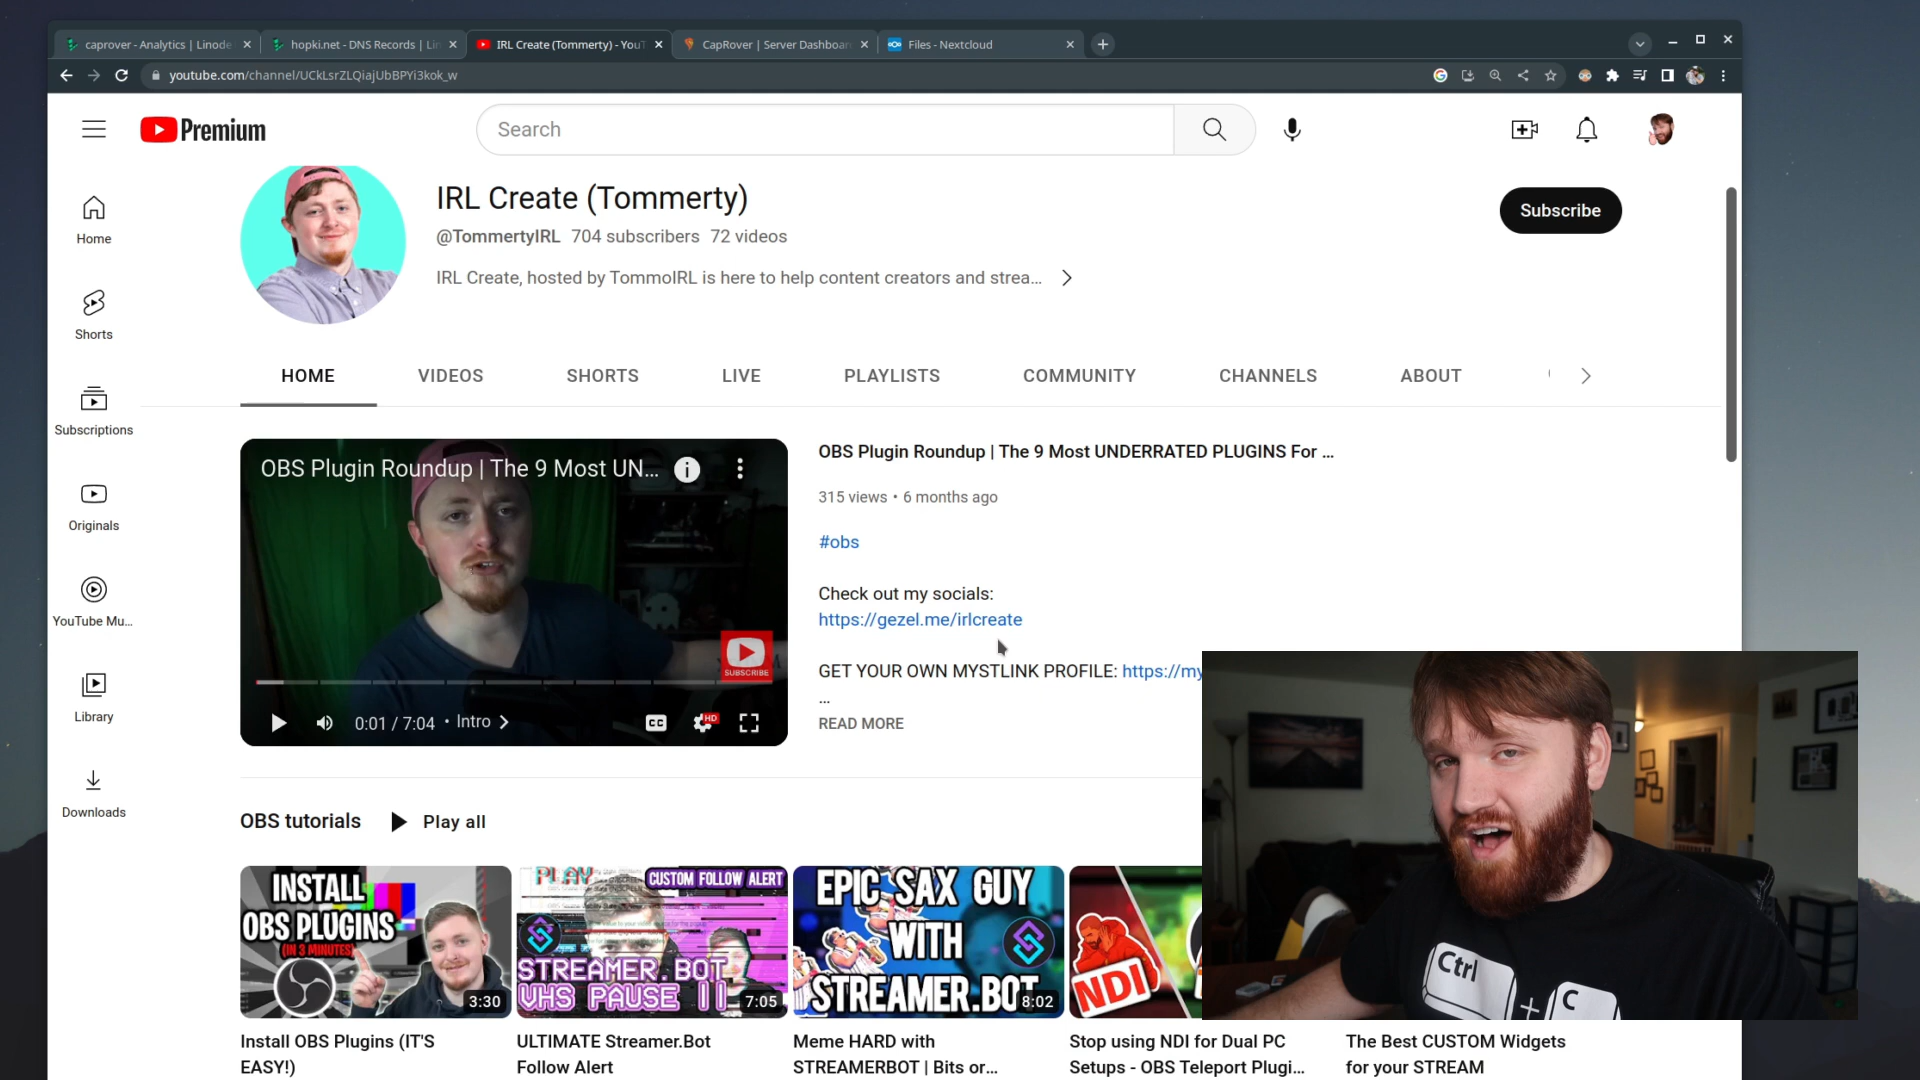 caprover - Analytics | Linode
hopki.net - DNS Records | Lin
IRL Create (Tommerty) - YouT
CapRover | Server Dashboar
Files - Nextcloud
youtube.com/channel/UCkLsrZLQiajUbBPYi3kok_w
Premium
Search
IRL Create (Tommerty)
@TommertyIRL 704 subscribers 72 videos
IRL Create, hosted by TommoIRL is here to help content creators and strea...
Subscribe
Home
Shorts
Subscriptions
Originals
YouTube Mu...
Library
Downloads
HOME VIDEOS SHORTS LIVE PLAYLISTS COMMUNITY CHANNELS ABOUT
OBS Plugin Roundup | The 9 Most UN...
SUBSCRIBE
0:01 / 7:04 • Intro
CC
HD
OBS Plugin Roundup | The 9 Most UNDERRATED PLUGINS For ...
315 views • 6 months ago
#obs
Check out my socials:
https://gezel.me/irlcreate
GET YOUR OWN MYSTLINK PROFILE: https://my
...
READ MORE
OBS tutorials
Play all
INSTALL
OBS PLUGINS
(IN 3 MINUTES)
3:30
PLAY
CUSTOM FOLLOW ALERT
STREAMER.BOT
VHS PAUSE
7:05
EPIC SAX GUY
WITH
STREAMER.BOT
8:02
NDI
Install OBS Plugins (IT'S
EASY!)
ULTIMATE Streamer.Bot
Follow Alert
Meme HARD with
STREAMERBOT | Bits or...
Stop using NDI for Dual PC
Setups - OBS Teleport Plugi...
The Best CUSTOM Widgets
for your STREAM
Ctrl
+
C